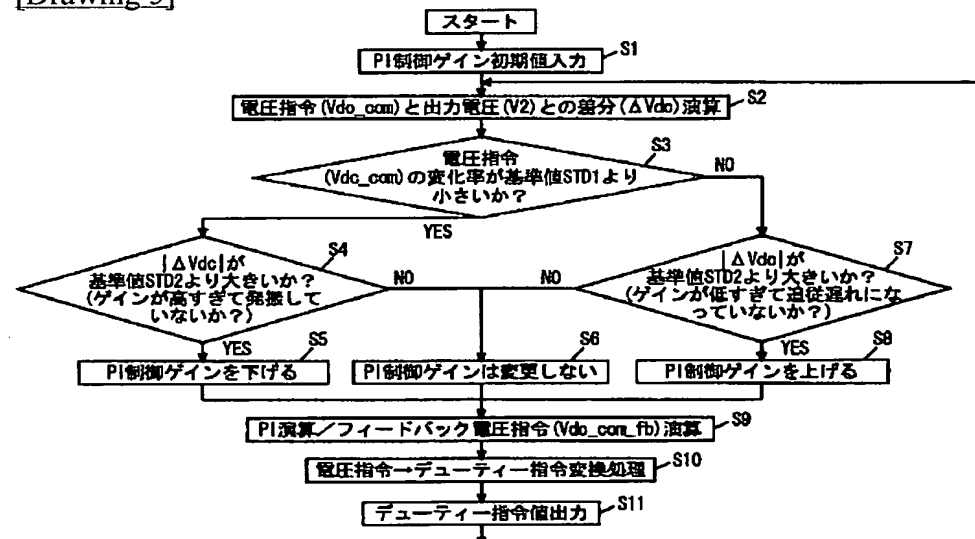 [Drawing 5]
スタート
PI制御ゲイン初期値入力
S1
電圧指令(Vdc_com)と出力電圧(V2)との差分(ΔVdc)演算
S2
電圧指令
(Vdc_com)の変化率が基準値STD1より
小さいか?
S3
NO
YES
|ΔVdc|が
基準値STD2より大きいか?
(ゲインが高すぎて発振して
いないか?)
S4
NO
YES
NO
|ΔVdc|が
基準値STD2より大きいか?
(ゲインが低すぎて追従遅れにな
っていないか?)
S7
YES
PI制御ゲインを下げる
S5
PI制御ゲインは変更しない
S6
PI制御ゲインを上げる
S8
PI演算/フィードバック電圧指令(Vdc_com_fb)演算
S9
電圧指令→デューティー指令変換処理
S10
デューティー指令値出力
S11